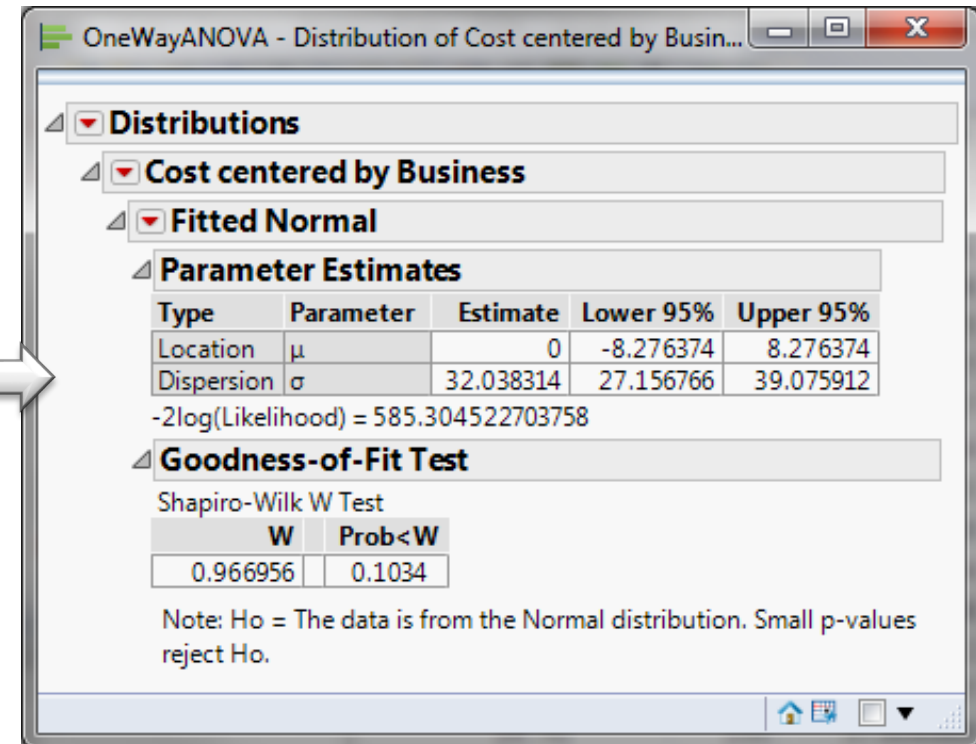 OneWayANOVA - Distribution of Cost centered by Busin...
Distributions
Cost centered by Business
Fitted Normal
Parameter Estimates
Type Parameter Estimate Lower 95% Upper 95%
Location μ 0 -8.276374 8.276374
Dispersion σ 32.038314 27.156766 39.075912
-2log(Likelihood) = 585.304522703758
Goodness-of-Fit Test
Shapiro-Wilk W Test
W Prob<W
0.966956 0.1034
Note: Ho = The data is from the Normal distribution. Small p-values
reject Ho.